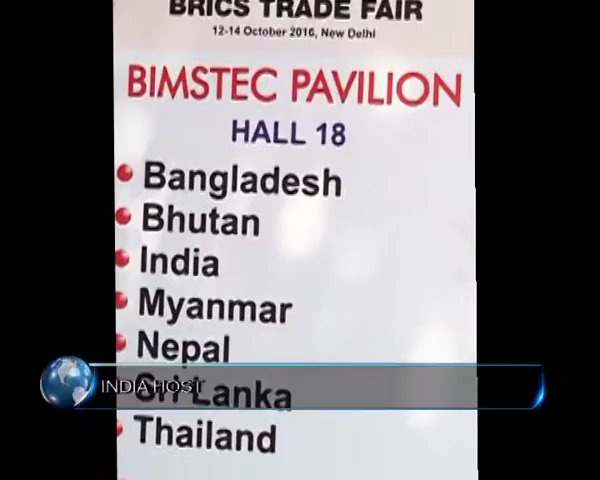 BRICS TRADE FAIR
12-14 October 2016, New Delhi
BIMSTEC PAVILION
HALL 18
Bangladesh
Bhutan
India
Myanmar
Nepal
INDIA HOST
Sri Lanka
Thailand